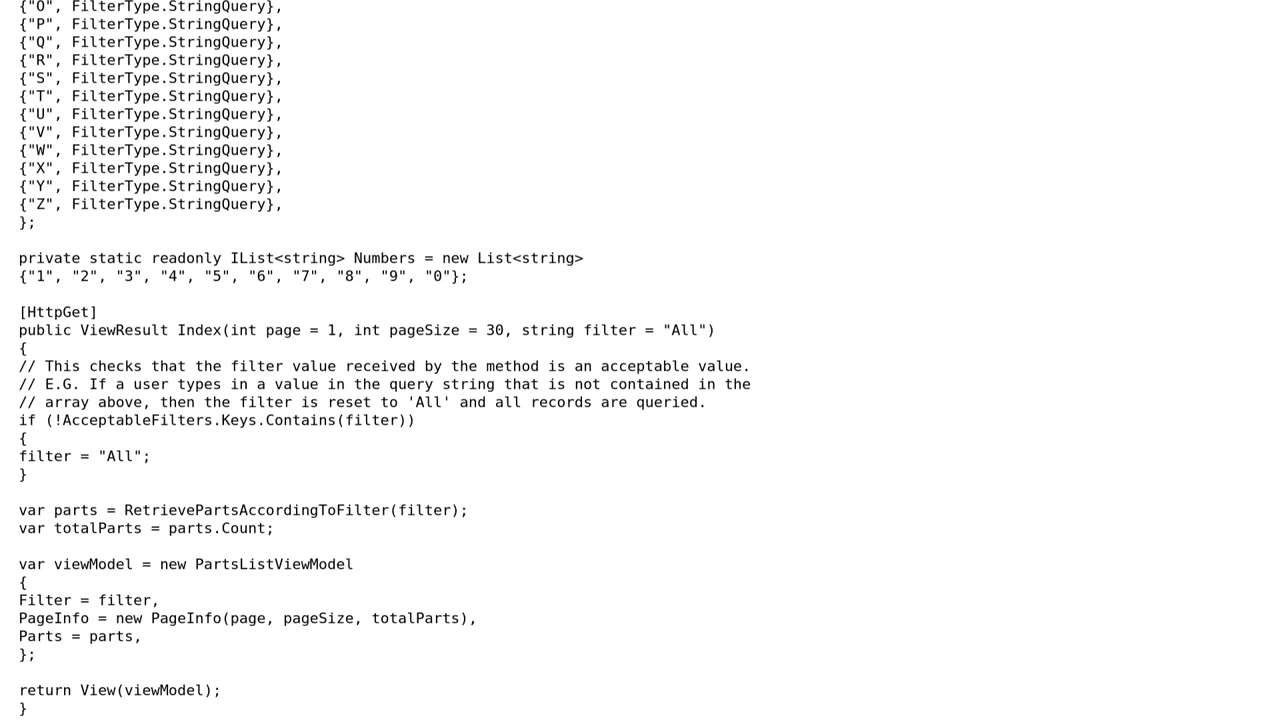 {"O", FilterType.StringQuery},
{"P", FilterType.StringQuery},
{"Q", FilterType.StringQuery},
{"R", FilterType.StringQuery},
{"S", FilterType.StringQuery},
{"T", FilterType.StringQuery},
{"U", FilterType.StringQuery},
{"V", FilterType.StringQuery},
{"W", FilterType.StringQuery},
{"X", FilterType.StringQuery},
{"Y", FilterType.StringQuery},
{"Z", FilterType.StringQuery},
};
private static readonly IList<string> Numbers = new List<string>
{"1", "2", "3", "4", "5", "6", "7", "8", "9", "0"};
[HttpGet]
public ViewResult Index(int page = 1, int pageSize = 30, string filter = "All")
{
// This checks that the filter value received by the method is an acceptable value.
// E.G. If a user types in a value in the query string that is not contained in the
// array above, then the filter is reset to 'All' and all records are queried.
if (!AcceptableFilters.Keys.Contains(filter))
{
filter = "All";
}
var parts = RetrievePartsAccordingToFilter(filter);
var totalParts = parts.Count;
var viewModel = new PartsListViewModel
{
Filter = filter,
PageInfo = new PageInfo(page, pageSize, totalParts),
Parts = parts,
};
return View(viewModel);
}